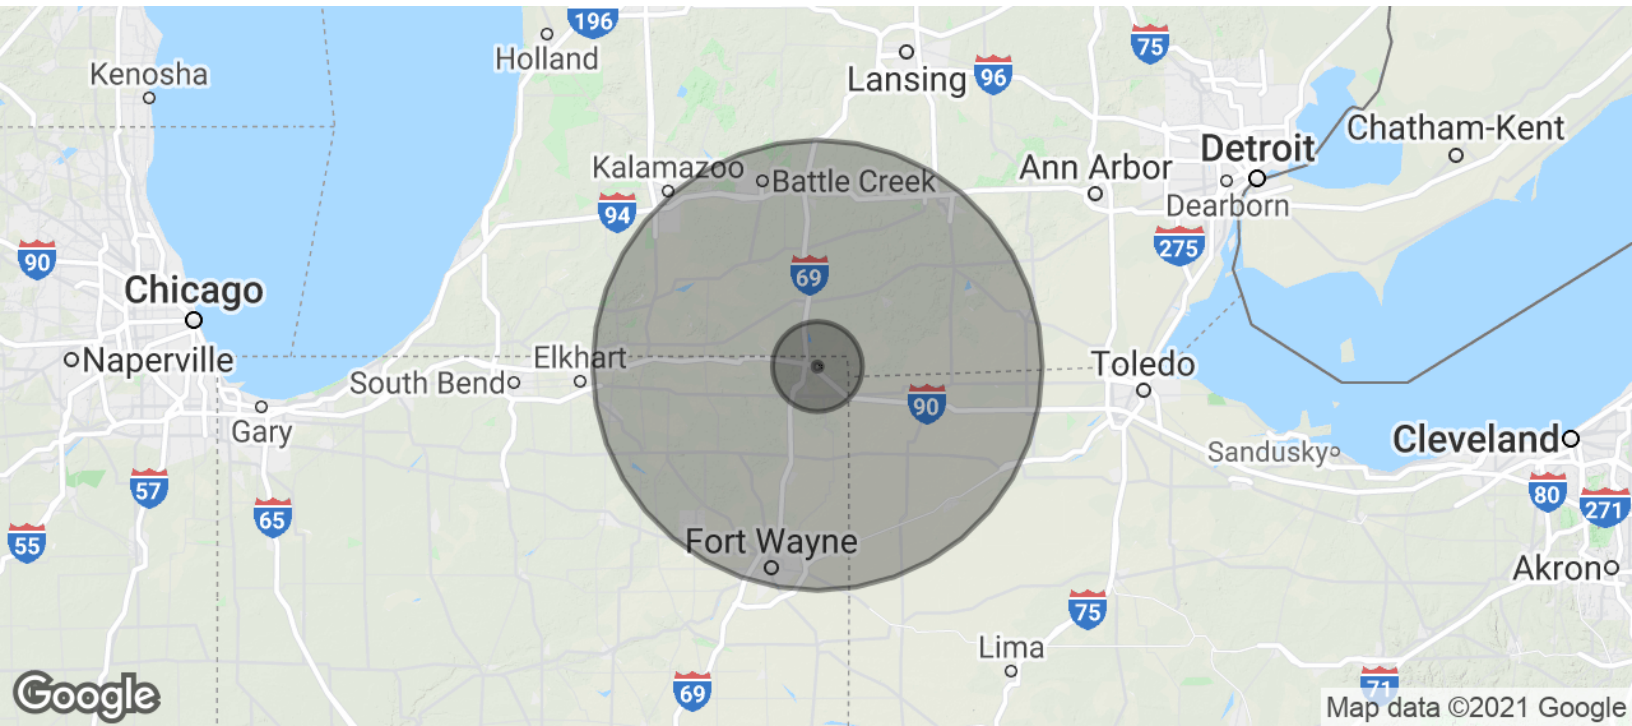 196
Holland
75
Kenosha
Lansing
96
Chatham-Kent
Detroit
Kalamazoo
Ann Arbor
Battle Creek
Dearborn
94
275
90
69
Chicago
Naperville
Elkhart
Toledo
South Bend
90
Gary
Cleveland
Sandusky
57
80
65
271
55
Fort Wayne
Akron
75
Lima
69
71
Google
Map data ©2021 Google